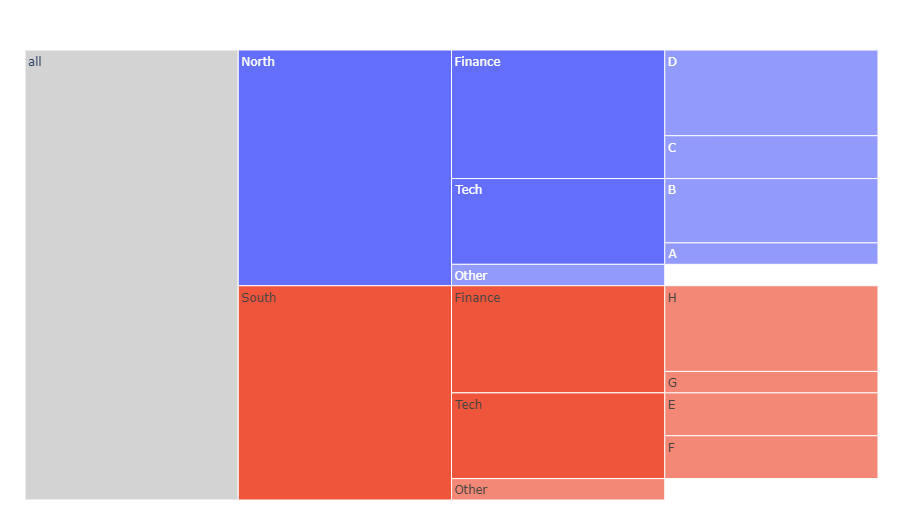 all
North
Finance
D
C
Tech
B
A
Other
South
Finance
H
G
Tech
E
F
Other